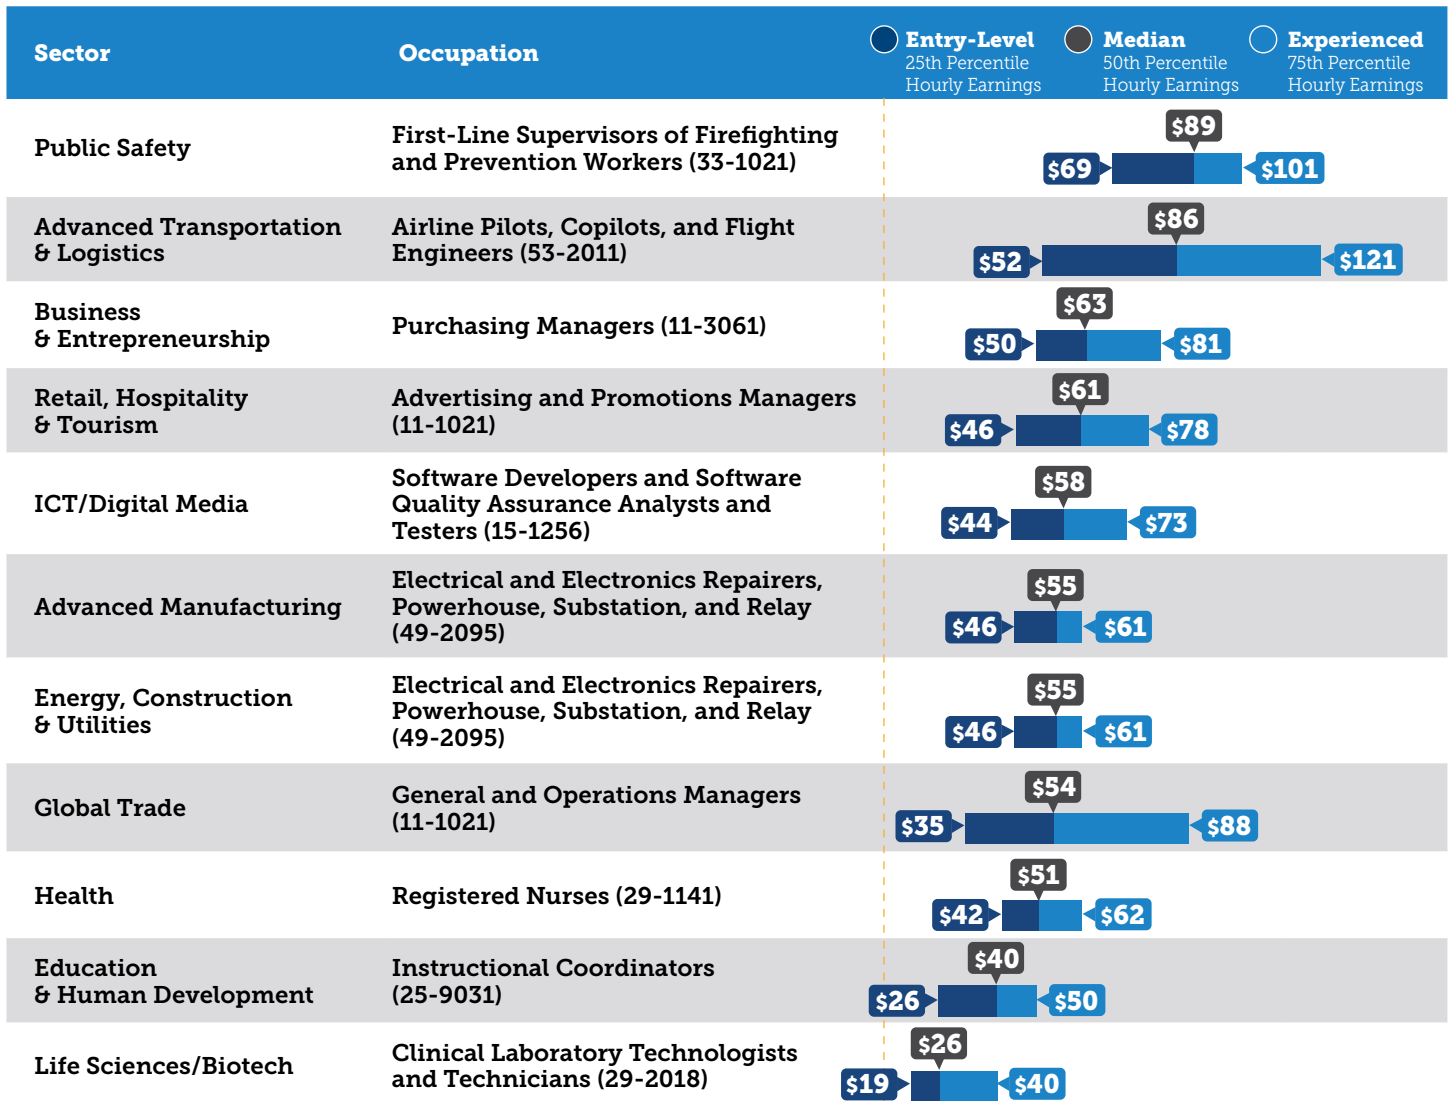 Sector
Occupation
Entry-Level
25th Percentile
Hourly Earnings
Median
50th Percentile
Hourly Earnings
Experienced
75th Percentile
Hourly Earnings
Public Safety
First-Line Supervisors of Firefighting
and Prevention Workers (33-1021)
$69
$89
$101
Advanced Transportation
& Logistics
Airline Pilots, Copilots, and Flight
Engineers (53-2011)
$52
$86
$121
Business
& Entrepreneurship
Purchasing Managers (11-3061)
$50
$63
$81
Retail, Hospitality
& Tourism
Advertising and Promotions Managers
(11-1021)
$46
$61
$78
ICT/Digital Media
Software Developers and Software
Quality Assurance Analysts and
Testers (15-1256)
$44
$58
$73
Advanced Manufacturing
Electrical and Electronics Repairers,
Powerhouse, Substation, and Relay
(49-2095)
$46
$55
$61
Energy, Construction
& Utilities
Electrical and Electronics Repairers,
Powerhouse, Substation, and Relay
(49-2095)
$46
$55
$61
Global Trade
General and Operations Managers
(11-1021)
$35
$54
$88
Health
Registered Nurses (29-1141)
$42
$51
$62
Education
& Human Development
Instructional Coordinators
(25-9031)
$26
$40
$50
Life Sciences/Biotech
Clinical Laboratory Technologists
and Technicians (29-2018)
$19
$26
$40